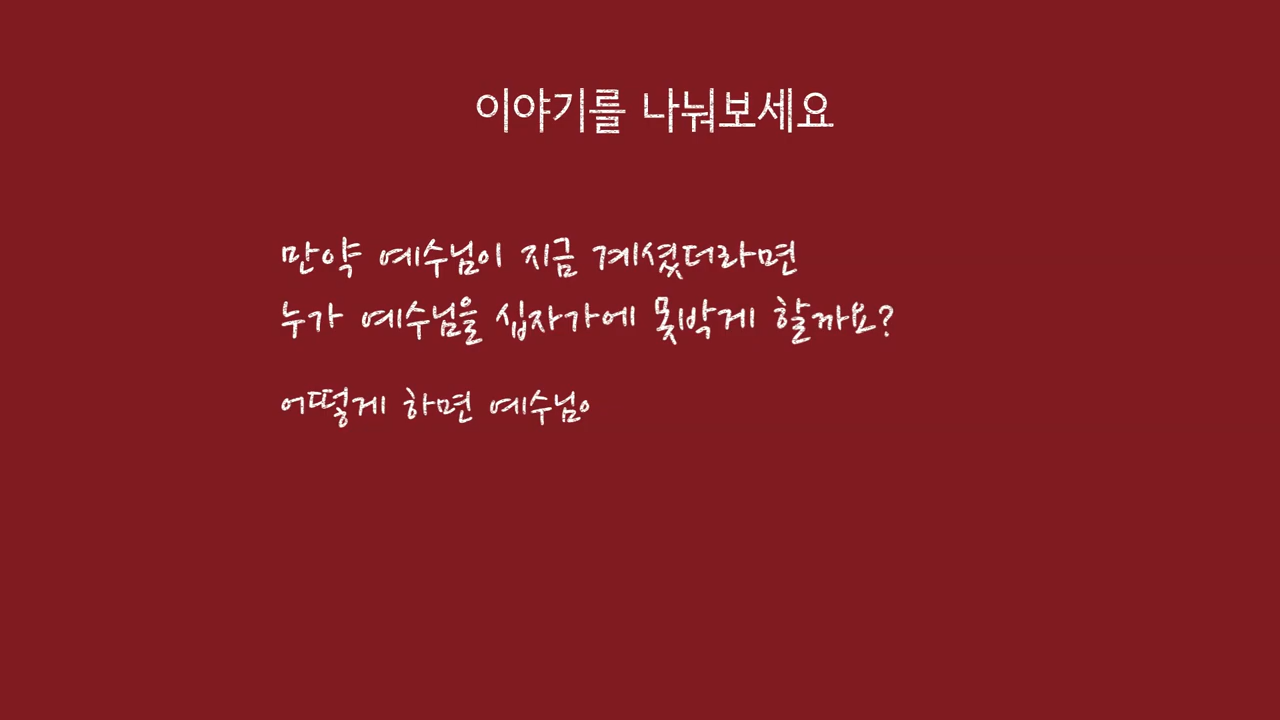 이야기를 나눠보세요
만약 예수님이 지금 계셨더라면
누가 예수님을 십자가에 못박게 할까요?
어떻게 하면 예수님o